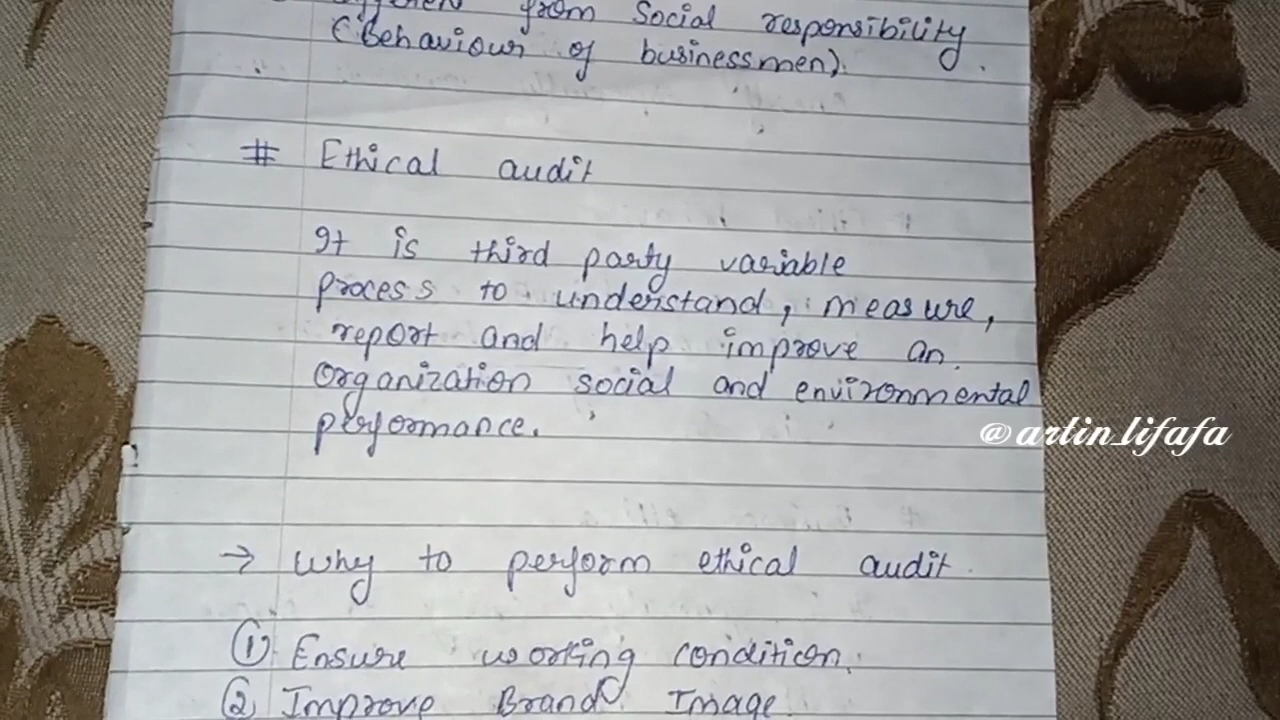 from Social responsibility
(Behaviour of businessmen).
# Ethical audit
It is third party variable
process to understand, measure,
report and help improve an
Organization social and environmental
performance.
@artin_lifafa
→ Why to perform ethical audit.
① Ensure working condition.
② Improve Brand Image